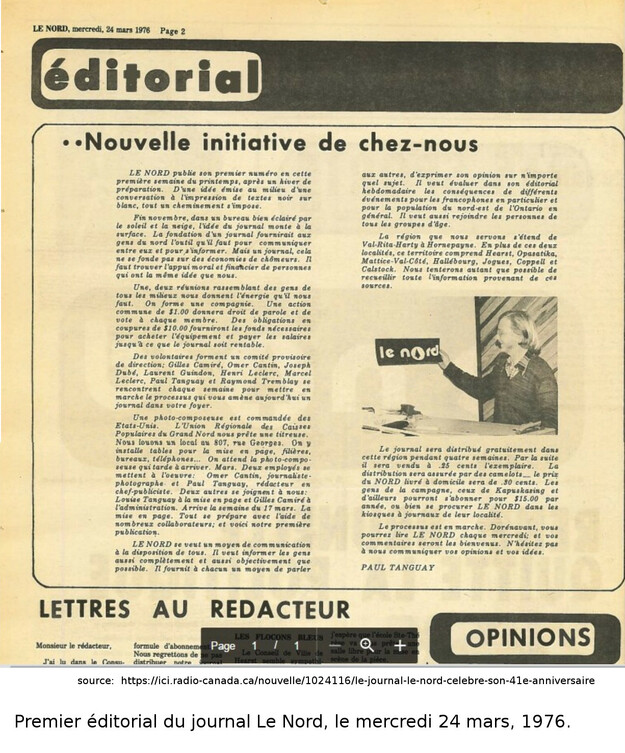 LE NORD, mercredi, 24 mars 1976 Page 2
éditorial
••Nouvelle initiative de chez-nous
LE NORD publie son premier numéro en cette
première semaine du printemps, après un hiver de
préparation. D'une idée émise au milieu d'une
conversation à l'impression de textes noir sur
blanc, tout un cheminement s'impose.
Fin novembre, dans un bureau bien éclairé par
le soleil et la neige, l'idée du journal monte à la
surface. La fondation d'un journal fournirait aux
gens du nord l'outil qu'il faut pour communiquer
entre eux et pour s'informer. Mais un journal, cela
ne se fonde pas sur des économies de chômeurs. Il
faut trouver l'appui moral et financier de personnes
qui ont la même idée que nous.
Une, deux réunions rassemblant des gens de
tous les milieux nous donnent l'énergie qu'il nous
faut. On forme une compagnie. Une action
commune de $1.00 donnera droit de parole et de
vote à chaque membre. Des obligations en
coupures de $10.00 fourniront les fonds nécessaires
pour acheter l'équipement et payer les salaires
jusqu'à ce que le journal soit rentable.
Des volontaires forment un comité provisoire
de direction; Gilles Camiré, Omer Cantin, Joseph
Dubé, Laurent Guindon, Henri Leclerc, Marcel
Leclerc, Paul Tanguay et Raymond Tremblay se
rencontrent chaque semaine pour mettre en
marche le processus qui vous amène aujourd'hui un
journal dans votre foyer.
Une photo-composeuse est commandée des
Etats-Unis. L'Union Régionale des Caisses
Populaires du Grand Nord nous prête une titreuse.
Nous louons un local au 807, rue Georges. On y
installe tables pour la mise en page, filières,
bureaux, téléphones... On attend la photo-compo-
seuse qui tarde à arriver. Mars. Deux employés se
mettent à l'oeuvre: Omer Cantin, journaliste-
photographe et Paul Tanguay, rédacteur en
chef-publiciste. Deux autres se joignent à nous:
Louise Tanguay à la mise en page et Gilles Camiré à
l'administration. Arrive la semaine du 17 mars. La
mise en page. Tout se prépare avec l'aide de
nombreux collaborateurs; et voici notre première
publication.
LE NORD se veut un moyen de communication
à la disposition de tous. Il veut informer les gens
aussi complètement et aussi objectivement que
possible. Il fournit à chacun un moyen de parler
aux autres, d'exprimer son opinion sur n'importe
quel sujet. Il veut évaluer dans son éditorial
hebdomadaire les conséquences de différents
événements pour les francophones en particulier et
pour la population du nord-est de l'Ontario en
général. Il veut aussi rejoindre les personnes de
tous les groupes d'âge.
La région que nous servons s'étend de
Val-Rita-Harty à Hornepayne. En plus de ces deux
localités, ce territoire comprend Hearst, Opasatika,
Mattice-Val-Côté, Hallébourg, Jogues, Coppell et
Calstock. Nous tenterons autant que possible de
recueillir toute l'information provenant de ces
sources.
le nord
Le journal sera distribué gratuitement dans
cette région pendant quatre semaines. Par la suite
il sera vendu à .25 cents l'exemplaire. La
distribution sera assurée par des camelots... le prix
du NORD livré à domicile sera de .30 cents. Les
gens de la campagne, ceux de Kapuskasing et
d'ailleurs pourront s'abonner pour $15.00 par
année, ou bien se procurer LE NORD dans les
kiosques à journaux de leur localité.
Le processus est en marche. Dorénavant, vous
pourrez lire LE NORD chaque mercredi; et vos
commentaires seront les bienvenus. N'hésitez pas
à nous communiquer vos opinions et vos idées.
PAUL TANGUAY
LETTRES AU REDACTEUR
OPINIONS
Monsieur le rédacteur,
J'ai lu dans le
formule d'abonnement
Nous regrettons de
distribuer notre
LES FLOCONS BLEUS
Page 1 / 1
source: https://ici.radio-canada.ca/nouvelle/1024116/le-journal-le-nord-celebre-son-41e-anniversaire
Premier éditorial du journal Le Nord, le mercredi 24 mars, 1976.